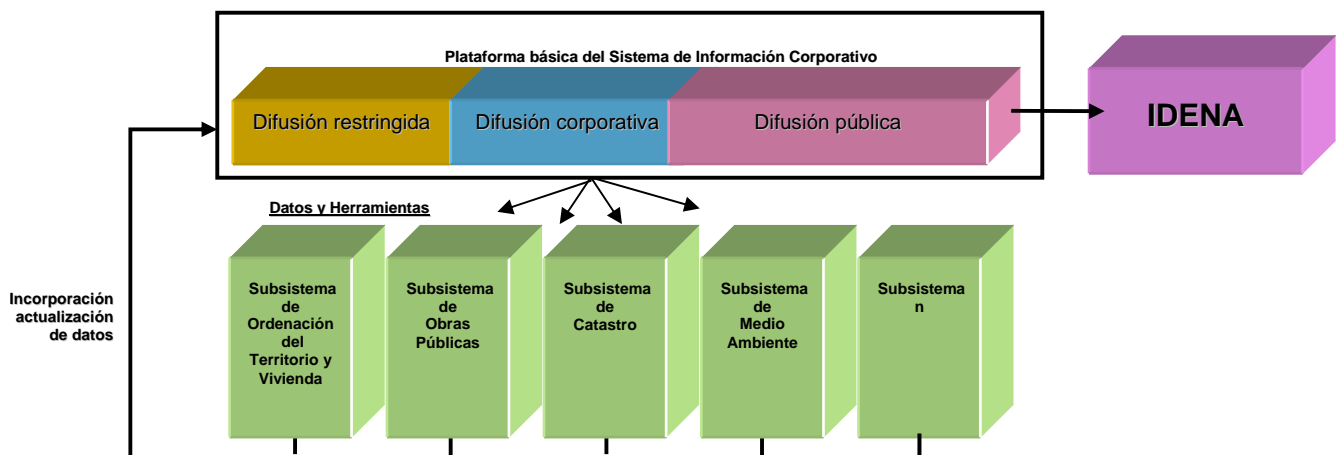 Plataforma básica del Sistema de Información Corporativo
Difusión restringida
Difusión corporativa
Difusión pública
IDENA
Datos y Herramientas
Incorporación
actualización
de datos
Subsistema
de
Ordenación
del
Territorio y
Vivienda
Subsistema
de
Obras
Públicas
Subsistema
de
Catastro
Subsistema
de
Medio
Ambiente
Subsistema
n